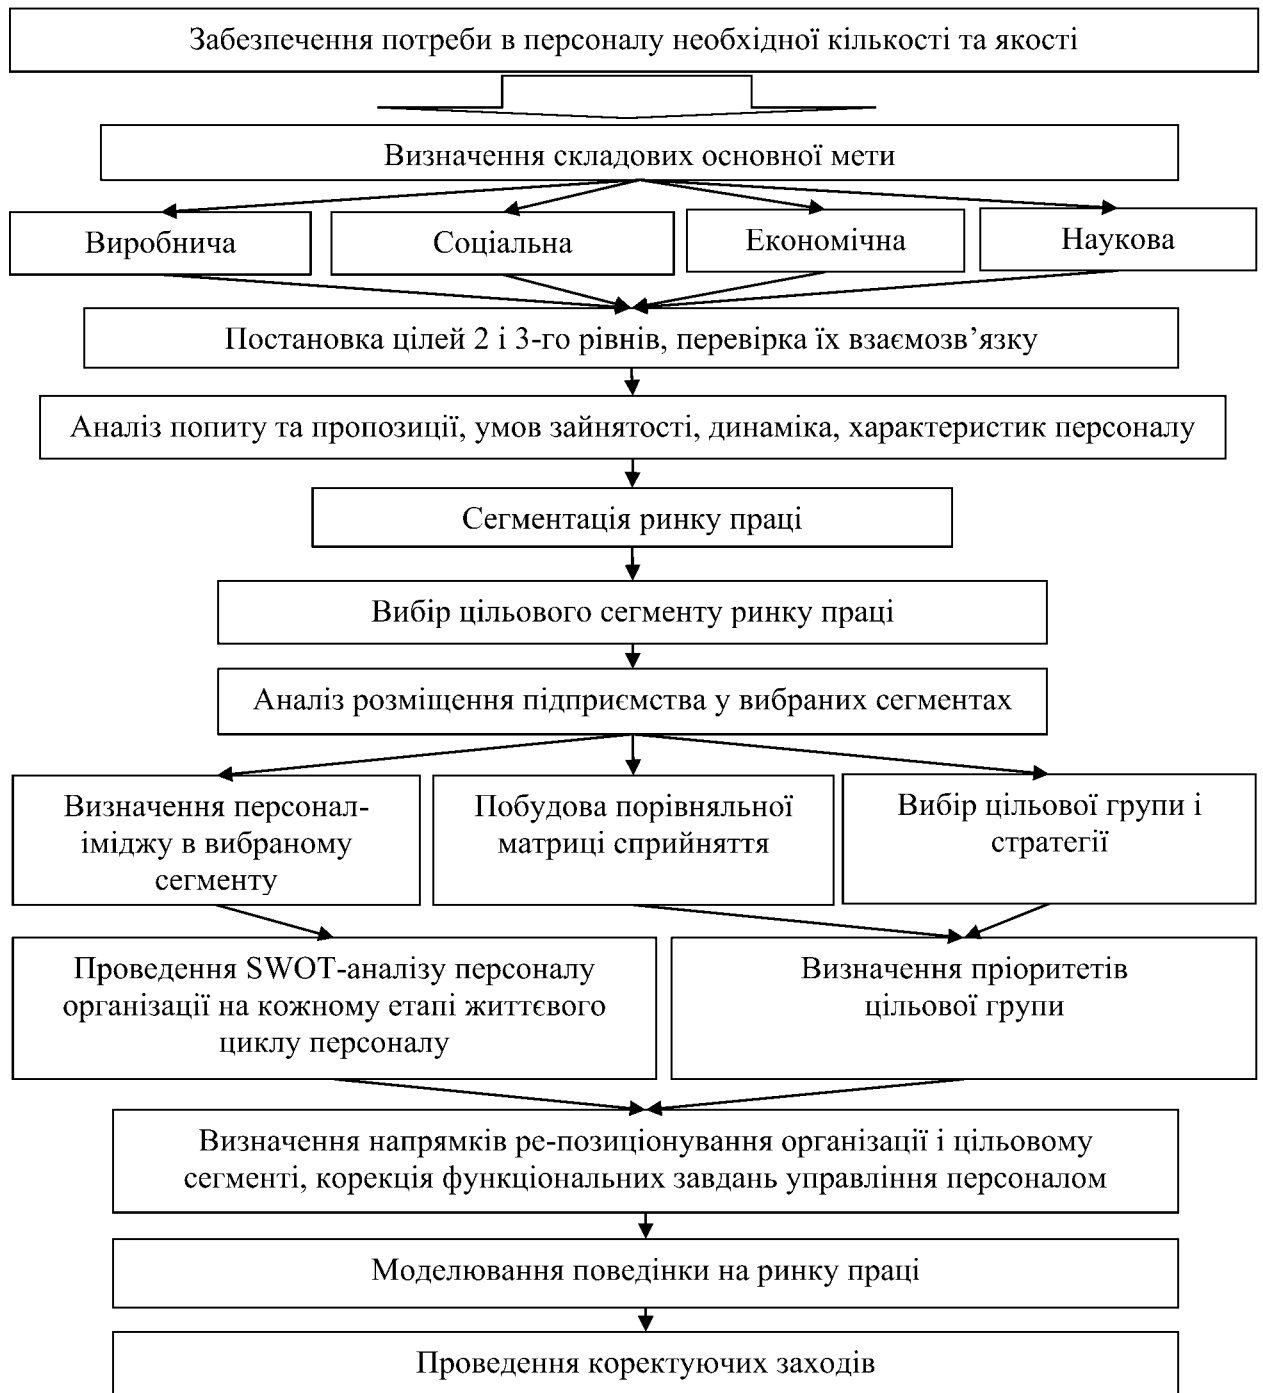 Забезпечення потреби в персоналу необхідної кількості та якості
Визначення складових основної мети
Виробнича
Соціальна
Економічна
Наукова
Постановка цілей 2 і 3-го рівнів, перевірка їх взаємозв’язку
Аналіз попиту та пропозиції, умов зайнятості, динаміка, характеристик персоналу
Сегментація ринку праці
Вибір цільового сегменту ринку праці
Аналіз розміщення підприємства у вибраних сегментах
Визначення персонал-
іміджу в вибраному
сегменту
Побудова порівняльної
матриці сприйняття
Вибір цільової групи і
стратегії
Проведення SWOT-аналізу персоналу
організації на кожному етапі життєвого
циклу персоналу
Визначення пріоритетів
цільової групи
Визначення напрямків ре-позиціонування організації і цільовому
сегменті, корекція функціональних завдань управління персоналом
Моделювання поведінки на ринку праці
Проведення коректуючих заходів